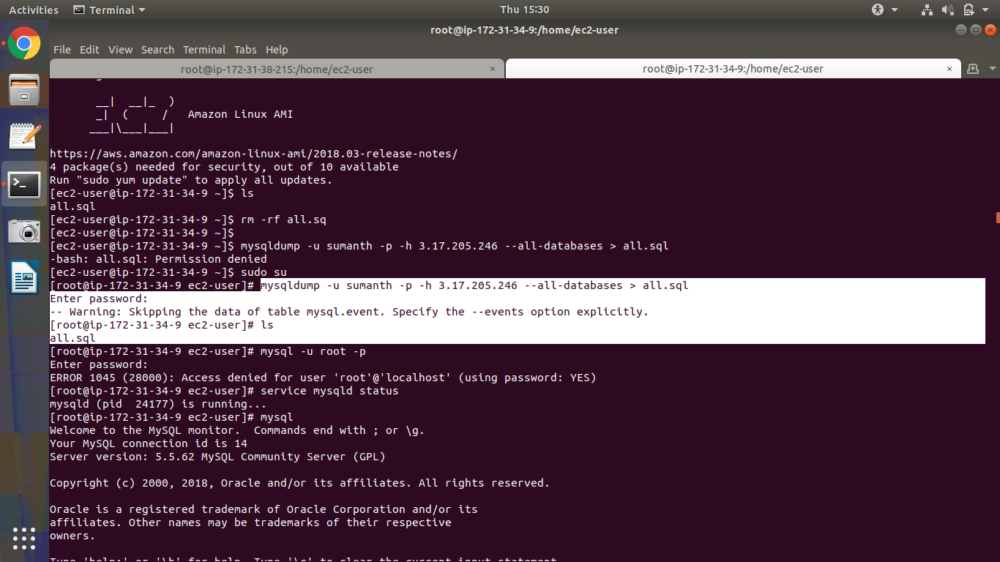 Activities Terminal Thu 15:30
root@ip-172-31-34-9:/home/ec2-user
File Edit View Search Terminal Tabs Help
root@ip-172-31-38-215:/home/ec2-user × root@ip-172-31-34-9:/home/ec2-user ×
__| __|_ )
_| ( / Amazon Linux AMI
___|\___|___|
https://aws.amazon.com/amazon-linux-ami/2018.03-release-notes/
4 package(s) needed for security, out of 10 available
Run "sudo yum update" to apply all updates.
[ec2-user@ip-172-31-34-9 ~]$ ls
all.sql
[ec2-user@ip-172-31-34-9 ~]$ rm -rf all.sq
[ec2-user@ip-172-31-34-9 ~]$
[ec2-user@ip-172-31-34-9 ~]$ mysqldump -u sumanth -p -h 3.17.205.246 --all-databases > all.sql
-bash: all.sql: Permission denied
[ec2-user@ip-172-31-34-9 ~]$ sudo su
[root@ip-172-31-34-9 ec2-user]# mysqldump -u sumanth -p -h 3.17.205.246 --all-databases > all.sql
Enter password:
-- Warning: Skipping the data of table mysql.event. Specify the --events option explicitly.
[root@ip-172-31-34-9 ec2-user]# ls
all.sql
[root@ip-172-31-34-9 ec2-user]# mysql -u root -p
Enter password:
ERROR 1045 (28000): Access denied for user 'root'@'localhost' (using password: YES)
[root@ip-172-31-34-9 ec2-user]# service mysqld status
mysqld (pid  24177) is running...
[root@ip-172-31-34-9 ec2-user]# mysql
Welcome to the MySQL monitor.  Commands end with ; or \g.
Your MySQL connection id is 14
Server version: 5.5.62 MySQL Community Server (GPL)
Copyright (c) 2000, 2018, Oracle and/or its affiliates. All rights reserved.
Oracle is a registered trademark of Oracle Corporation and/or its
affiliates. Other names may be trademarks of their respective
owners.
Type 'help;' or '\h' for help. Type '\c' to clear the current input statement.